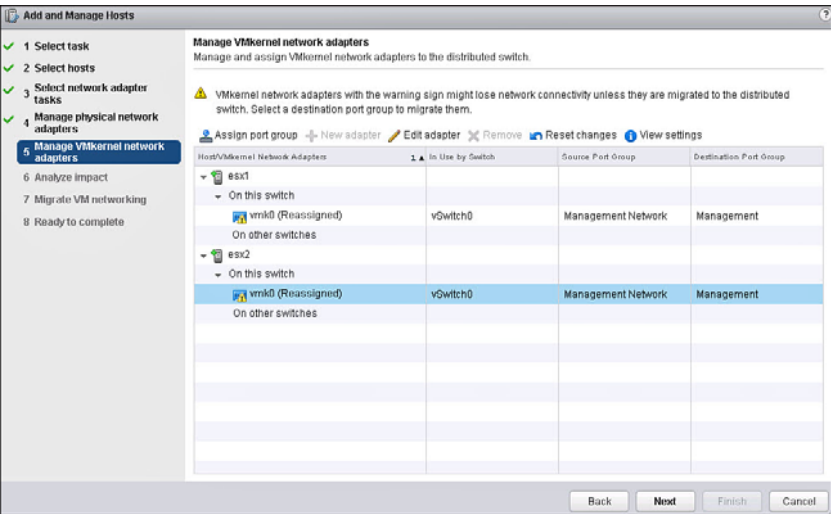 Add and Manage Hosts
?
1 Select task
2 Select hosts
3 Select network adapter
tasks
4 Manage physical network
adapters
5 Manage VMkernel network
adapters
6 Analyze impact
7 Migrate VM networking
8 Ready to complete
Manage VMkernel network adapters
Manage and assign VMkernel network adapters to the distributed switch.
VMkernel network adapters with the warning sign might lose network connectivity unless they are migrated to the distributed
switch. Select a destination port group to migrate them.
Assign port group New adapter Edit adapter Remove Reset changes View settings
Host/VMkernel Network Adapters 1 ▲ In Use by Switch Source Port Group Destination Port Group
esx1
On this switch
vmk0 (Reassigned) vSwitch0 Management Network Management
On other switches
esx2
On this switch
vmk0 (Reassigned) vSwitch0 Management Network Management
On other switches
Back Next Finish Cancel